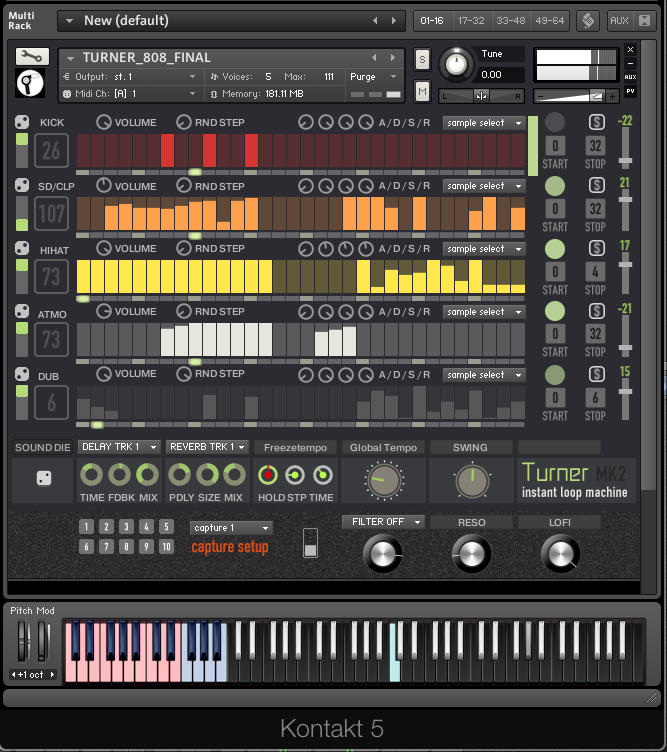 Multi Rack New (default) 01-16 17-32 33-48 49-64 AUX
TURNER_808_FINAL
Output: st. 1 Voices: 5 Max: 111 Purge
Midi Ch: [A] 1 Memory: 181.11 MB
S
M
Tune
0.00
L R
- +
x
-
AUX
PV
KICK VOLUME RND STEP A / D / S / R sample select S -22
26 0 32
START STOP
SD/CLP VOLUME RND STEP A / D / S / R sample select S 21
107 0 32
START STOP
HIHAT VOLUME RND STEP A / D / S / R sample select S 17
73 0 4
START STOP
ATMO VOLUME RND STEP A / D / S / R sample select S -21
73 0 32
START STOP
DUB VOLUME RND STEP A / D / S / R sample select S 15
6 0 6
START STOP
SOUND DIE DELAY TRK 1 REVERB TRK 1 Freezetempo Global Tempo SWING
Turner MK2
instant loop machine
TIME FDBK MIX PDLY SIZE MIX HOLD STP TIME
1 2 3 4 5
6 7 8 9 10
capture 1
capture setup
FILTER OFF RESO LOFI
Pitch Mod
+1 oct
Kontakt 5